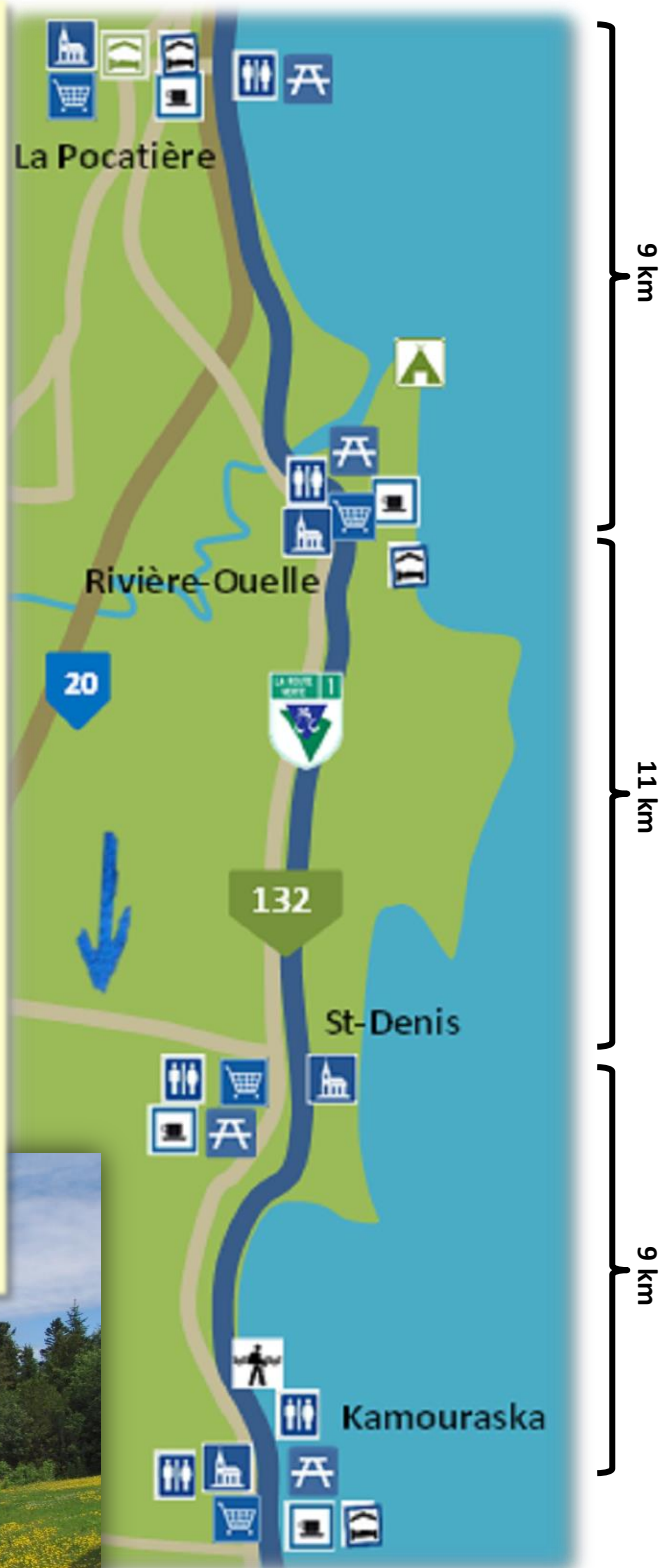 La Pocatière
9 km
Rivière-Ouelle
20
LA ROUTE
VERTE
1
11 km
132
St-Denis
9 km
Kamouraska